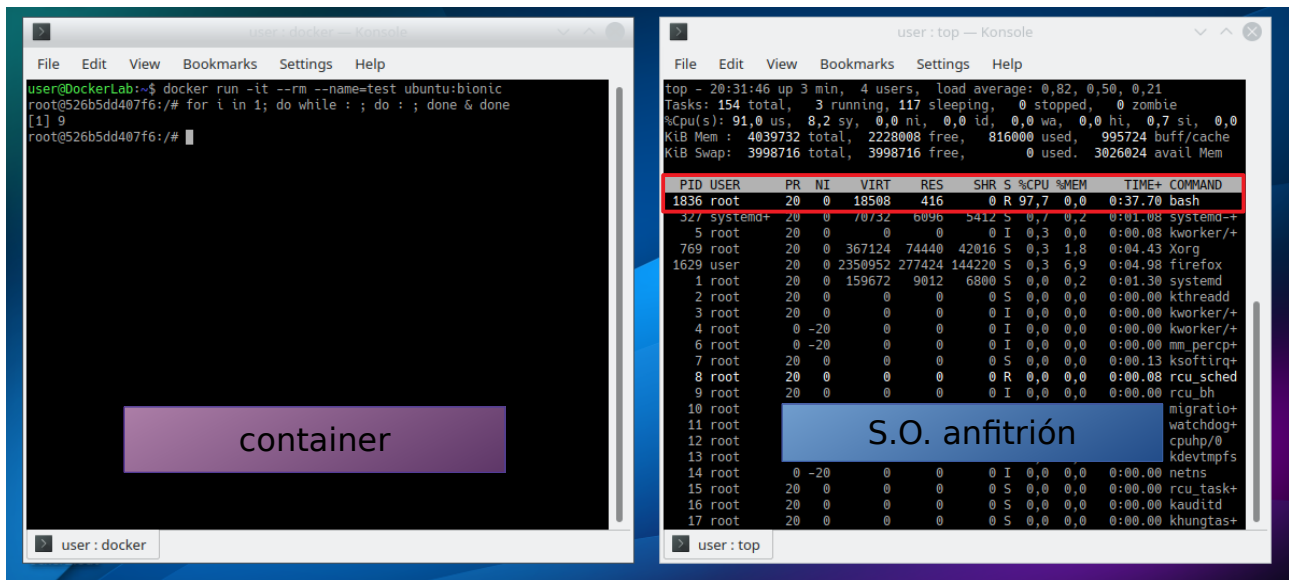 user : docker — Konsole
File Edit View Bookmarks Settings Help
user@DockerLab:~$ docker run -it --rm --name=test ubuntu:bionic
root@526b5dd407f6:/# for i in 1; do while : ; do : ; done & done
[1] 9
root@526b5dd407f6:/#
container
user : docker
user : top — Konsole
File Edit View Bookmarks Settings Help
top - 20:31:46 up 3 min, 4 users, load average: 0,82, 0,50, 0,21
Tasks: 154 total, 3 running, 117 sleeping, 0 stopped, 0 zombie
%Cpu(s): 91,0 us, 8,2 sy, 0,0 ni, 0,0 id, 0,0 wa, 0,0 hi, 0,7 si, 0,0
KiB Mem : 4039732 total, 2228008 free, 816000 used, 995724 buff/cache
KiB Swap: 3998716 total, 3998716 free, 0 used. 3026024 avail Mem
PID USER PR NI VIRT RES SHR S %CPU %MEM TIME+ COMMAND
1836 root 20 0 18508 416 0 R 97,7 0,0 0:37.70 bash
327 systemd+ 20 0 70732 6096 5412 S 0,7 0,2 0:01.08 systemd-+
5 root 20 0 0 0 0 I 0,3 0,0 0:00.08 kworker/+
769 root 20 0 367124 74440 42016 S 0,3 1,8 0:04.43 Xorg
1629 user 20 0 2350952 277424 144220 S 0,3 6,9 0:04.98 firefox
1 root 20 0 159672 9012 6800 S 0,0 0,2 0:01.30 systemd
2 root 20 0 0 0 0 S 0,0 0,0 0:00.00 kthreadd
3 root 20 0 0 0 0 I 0,0 0,0 0:00.00 kworker/+
4 root 0 -20 0 0 0 I 0,0 0,0 0:00.00 kworker/+
6 root 0 -20 0 0 0 I 0,0 0,0 0:00.00 mm_percp+
7 root 20 0 0 0 0 S 0,0 0,0 0:00.13 ksoftirq+
8 root 20 0 0 0 0 R 0,0 0,0 0:00.08 rcu_sched
9 root 20 0 0 0 0 I 0,0 0,0 0:00.00 rcu_bh
10 root migratio+
11 root watchdog+
12 root cpuhp/0
13 root kdevtmpfs
S.O. anfitrión
14 root 0 -20 0 0 0 I 0,0 0,0 0:00.00 netns
15 root 20 0 0 0 0 S 0,0 0,0 0:00.00 rcu_task+
16 root 20 0 0 0 0 S 0,0 0,0 0:00.00 kauditd
17 root 20 0 0 0 0 S 0,0 0,0 0:00.00 khungtas+
user : top